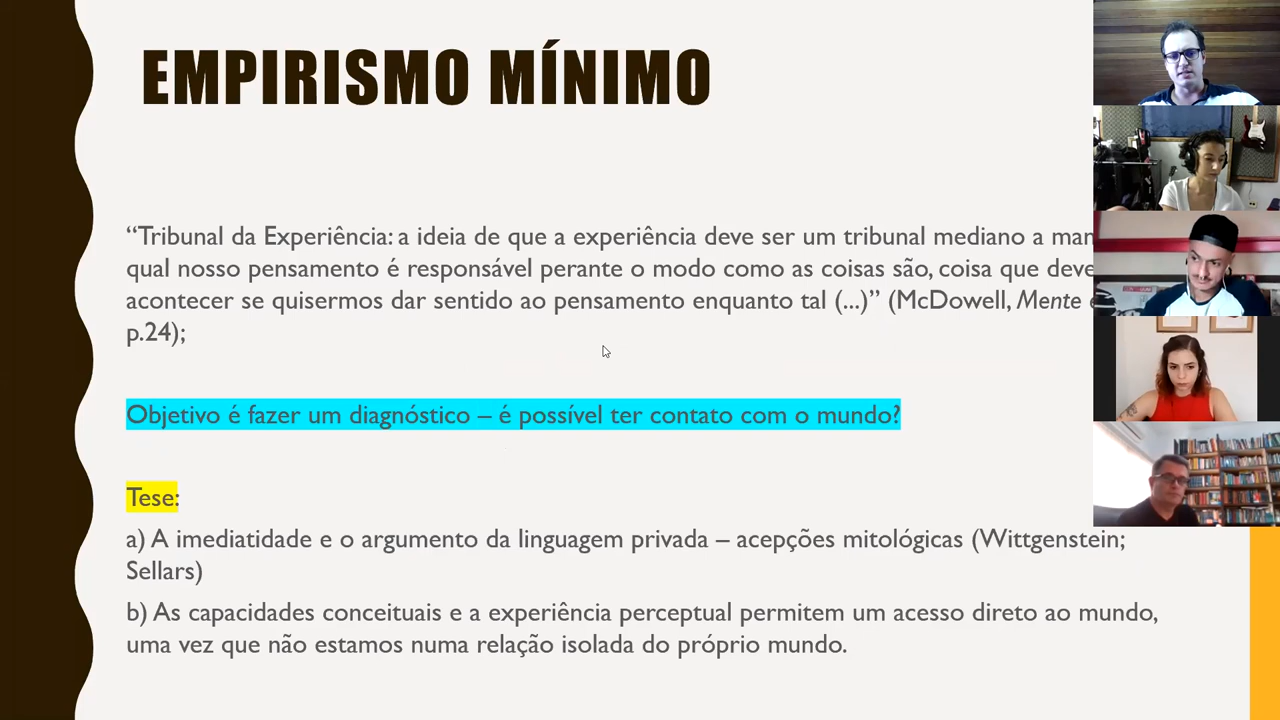 EMPIRISMO MÍNIMO
“Tribunal da Experiência: a ideia de que a experiência deve ser um tribunal mediano a
qual nosso pensamento é responsável perante o modo como as coisas são, coisa que deve
acontecer se quisermos dar sentido ao pensamento enquanto tal (...)” (McDowell, Mente
p.24);
Objetivo é fazer um diagnóstico – é possível ter contato com o mundo?
Tese:
a) A imediatidade e o argumento da linguagem privada – acepções mitológicas (Wittgenstein;
Sellars)
b) As capacidades conceituais e a experiência perceptual permitem um acesso direto ao mundo,
uma vez que não estamos numa relação isolada do próprio mundo.